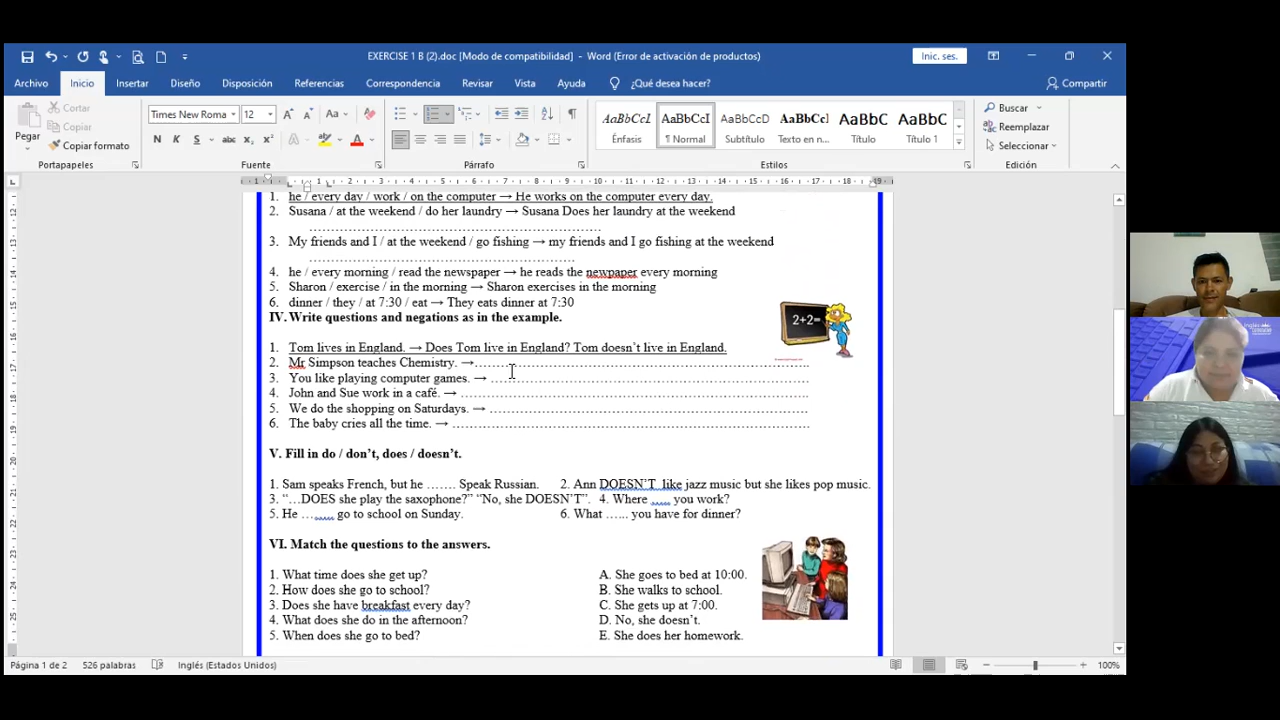 EXERCISE 1 B (2).doc [Modo de compatibilidad] - Word (Error de activación de productos)
Inic. ses.
Archivo Inicio Insertar Diseño Disposición Referencias Correspondencia Revisar Vista Ayuda ¿Qué desea hacer? Compartir
Cortar
Copiar
Copiar formato
Pegar
Times New Roma 12
N K S abc x₂ x²
AaBbCcI AaBbCcI AaBbCcD AaBbCcI AaBbC AaBbC
Énfasis ¶ Normal Subtítulo Texto en n... Título Título 1
Buscar
Reemplazar
Seleccionar
Portapapeles Fuente Párrafo Estilos Edición
1. he / every day / work / on the computer → He works on the computer every day.
2. Susana / at the weekend / do her laundry → Susana Does her laundry at the weekend
3. My friends and I / at the weekend / go fishing → my friends and I go fishing at the weekend
4. he / every morning / read the newspaper → he reads the newpaper every morning
5. Sharon / exercise / in the morning → Sharon exercises in the morning
6. dinner / they / at 7:30 / eat → They eats dinner at 7:30
2+2=
IV. Write questions and negations as in the example.
1. Tom lives in England. → Does Tom live in England? Tom doesn't live in England.
2. Mr Simpson teaches Chemistry. → ................
3. You like playing computer games. → ................
4. John and Sue work in a café. → ................
5. We do the shopping on Saturdays. → ................
6. The baby cries all the time. → ................
V. Fill in do / don't, does / doesn't.
1. Sam speaks French, but he ……. Speak Russian. 2. Ann DOESN'T like jazz music but she likes pop music.
3. “…DOES she play the saxophone?” “No, she DOESN'T”. 4. Where ...... you work?
5. He …...... go to school on Sunday. 6. What …... you have for dinner?
VI. Match the questions to the answers.
1. What time does she get up? A. She goes to bed at 10:00.
2. How does she go to school? B. She walks to school.
3. Does she have breakfast every day? C. She gets up at 7:00.
4. What does she do in the afternoon? D. No, she doesn't.
5. When does she go to bed? E. She does her homework.
Página 1 de 2 526 palabras Inglés (Estados Unidos) 100%